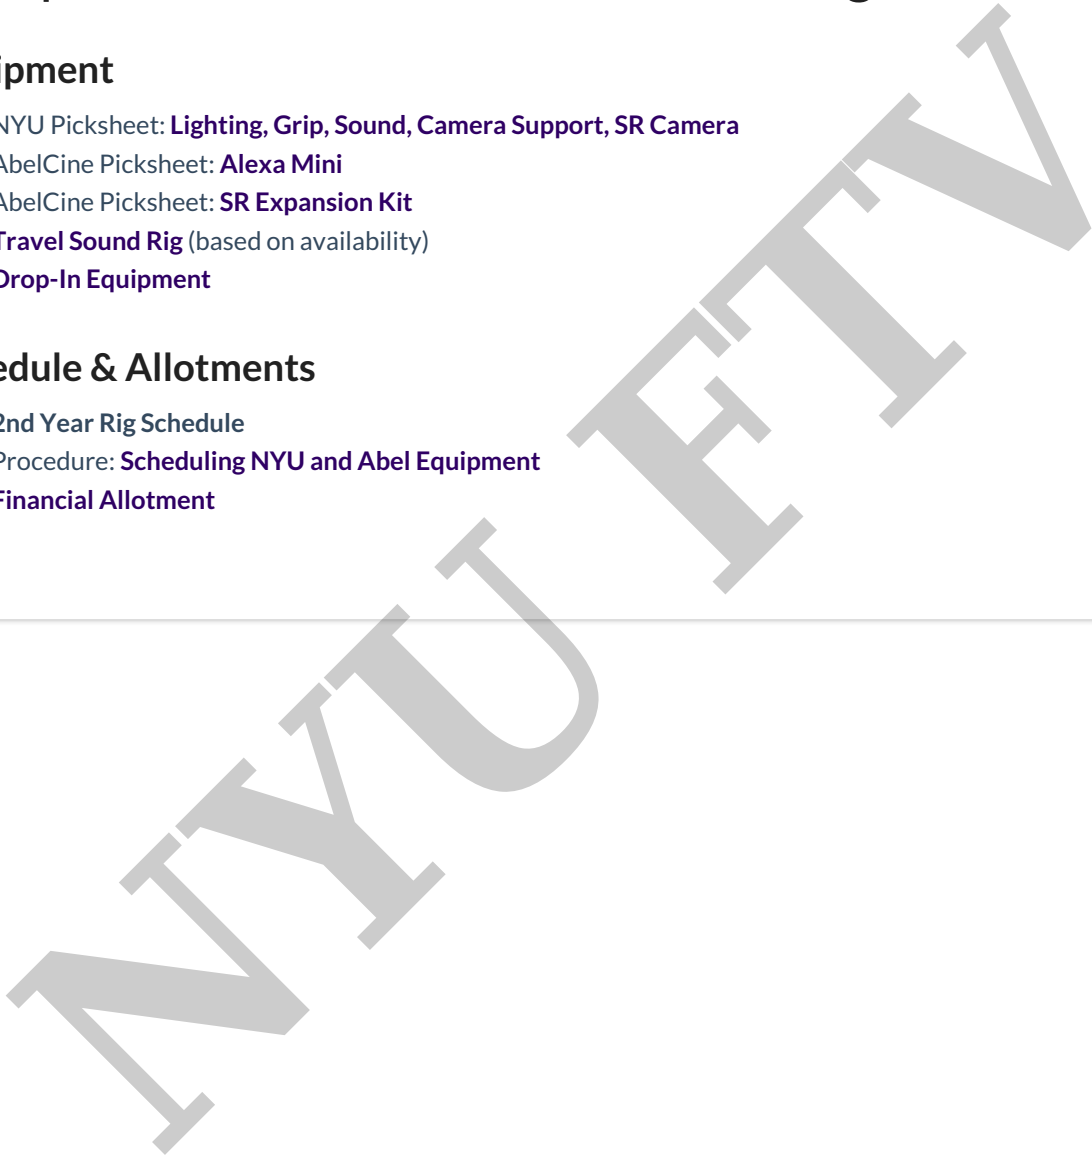 ipment
NYU Picksheet: Lighting, Grip, Sound, Camera Support, SR Camera
AbelCine Picksheet: Alexa Mini
AbelCine Picksheet: SR Expansion Kit
Travel Sound Rig (based on availability)
Drop-In Equipment
edule & Allotments
2nd Year Rig Schedule
Procedure: Scheduling NYU and Abel Equipment
Financial Allotment
NYU FTV